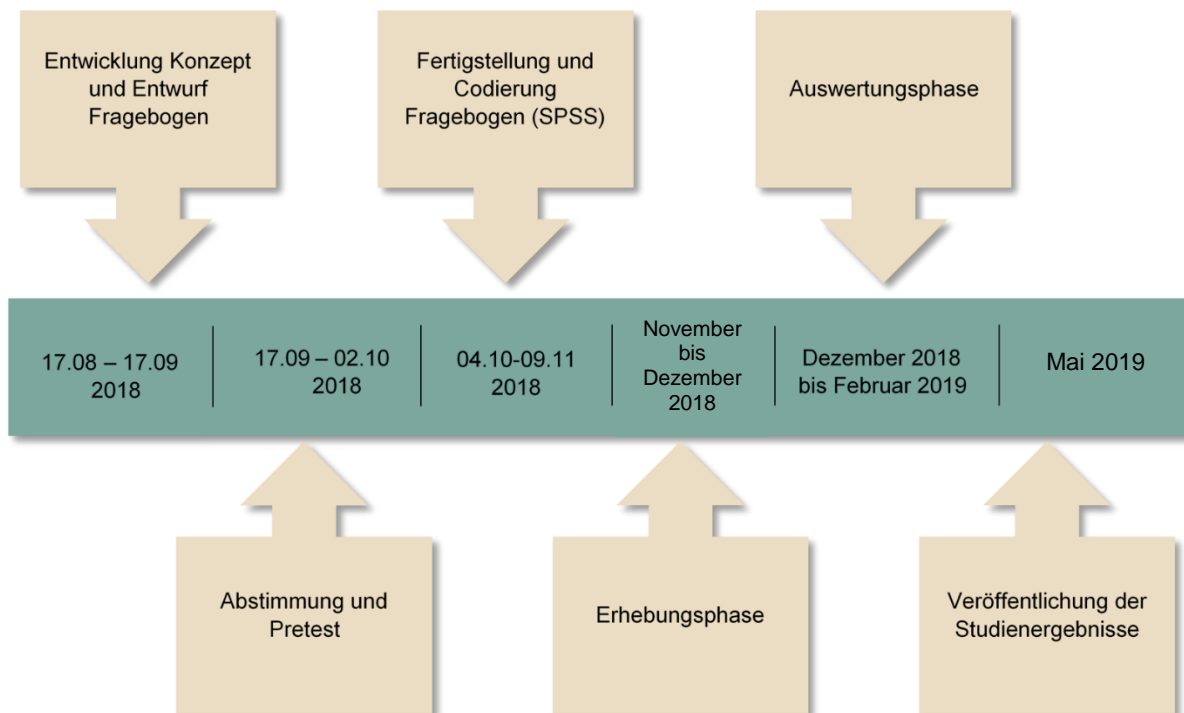 Entwicklung Konzept
und Entwurf
Fragebogen
Fertigstellung und
Codierung
Fragebogen (SPSS)
Auswertungsphase
17.08 – 17.09
2018
17.09 – 02.10
2018
04.10-09.11
2018
November
bis
Dezember
2018
Dezember 2018
bis Februar 2019
Mai 2019
Abstimmung und
Pretest
Erhebungsphase
Veröffentlichung der
Studienergebnisse